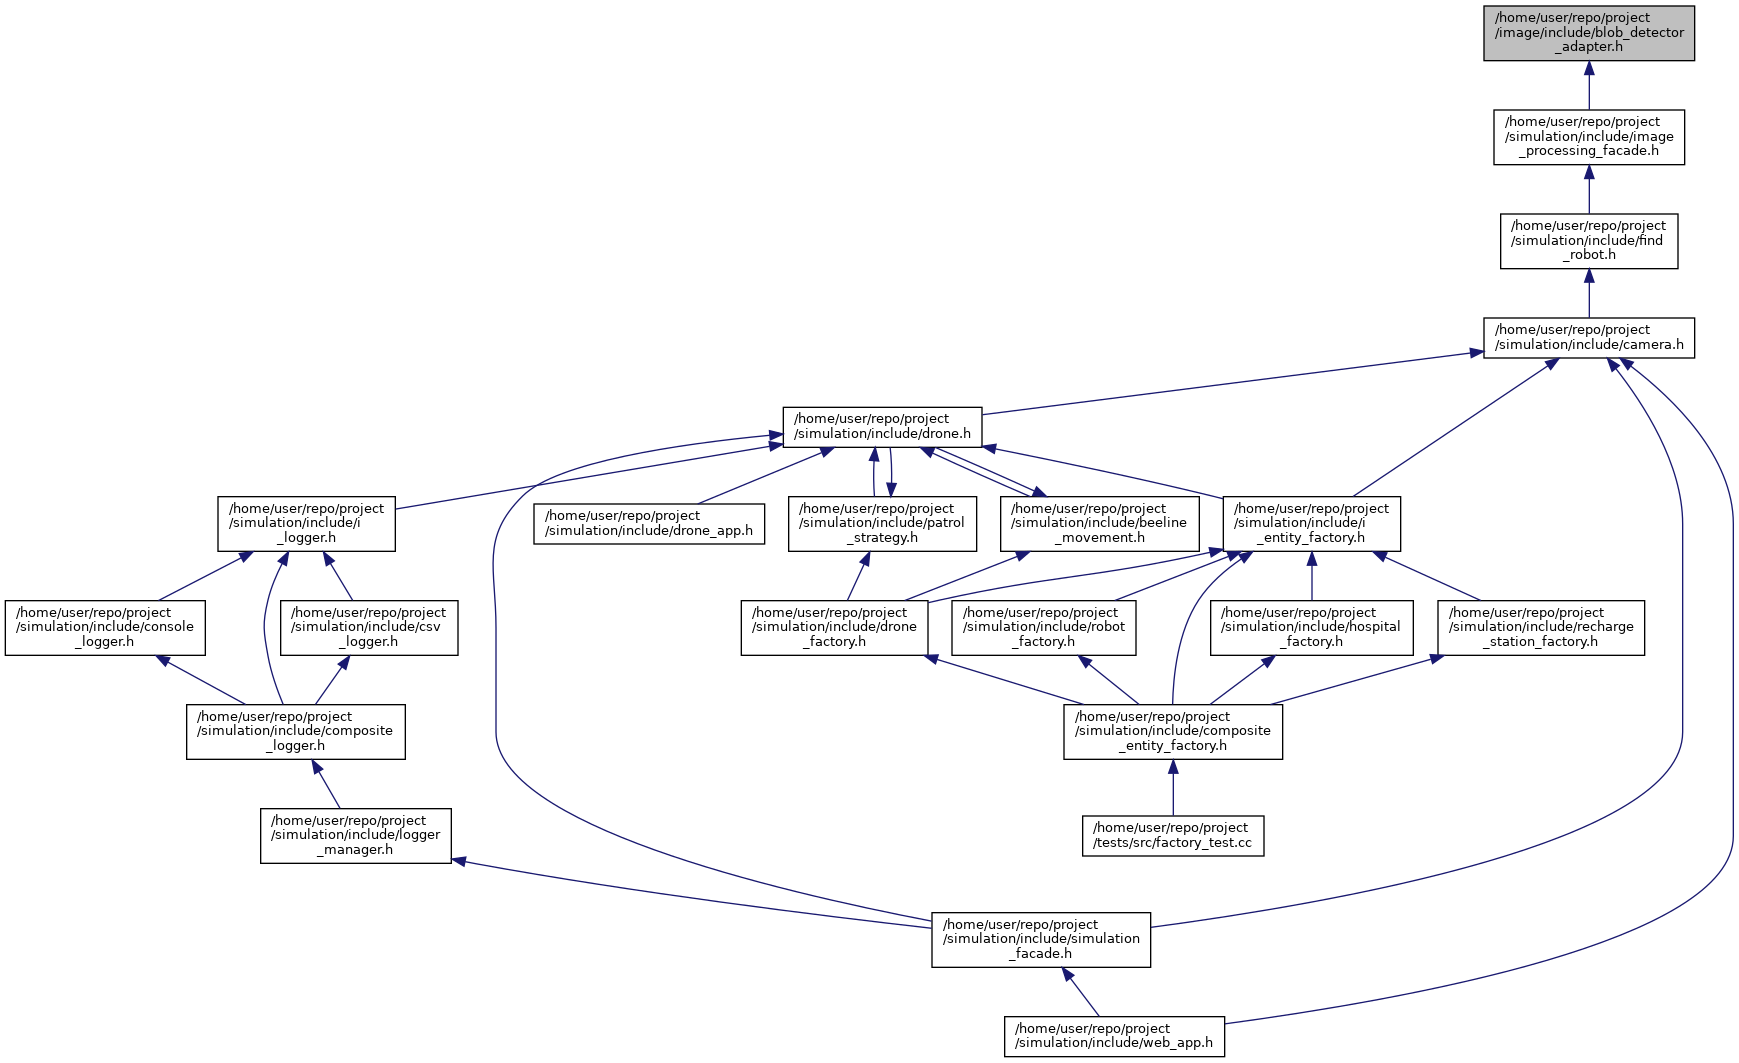 /home/user/repo/project
/image/include/blob_detector
_adapter.h
/home/user/repo/project
/simulation/include/image
_processing_facade.h
/home/user/repo/project
/simulation/include/find
_robot.h
/home/user/repo/project
/simulation/include/camera.h
/home/user/repo/project
/simulation/include/drone.h
/home/user/repo/project
/simulation/include/i
_logger.h
/home/user/repo/project
/simulation/include/drone_app.h
/home/user/repo/project
/simulation/include/patrol
_strategy.h
/home/user/repo/project
/simulation/include/beeline
_movement.h
/home/user/repo/project
/simulation/include/i
_entity_factory.h
/home/user/repo/project
/simulation/include/console
_logger.h
/home/user/repo/project
/simulation/include/csv
_logger.h
/home/user/repo/project
/simulation/include/drone
_factory.h
/home/user/repo/project
/simulation/include/robot
_factory.h
/home/user/repo/project
/simulation/include/hospital
_factory.h
/home/user/repo/project
/simulation/include/recharge
_station_factory.h
/home/user/repo/project
/simulation/include/composite
_logger.h
/home/user/repo/project
/simulation/include/composite
_entity_factory.h
/home/user/repo/project
/simulation/include/logger
_manager.h
/home/user/repo/project
/tests/src/factory_test.cc
/home/user/repo/project
/simulation/include/simulation
_facade.h
/home/user/repo/project
/simulation/include/web_app.h